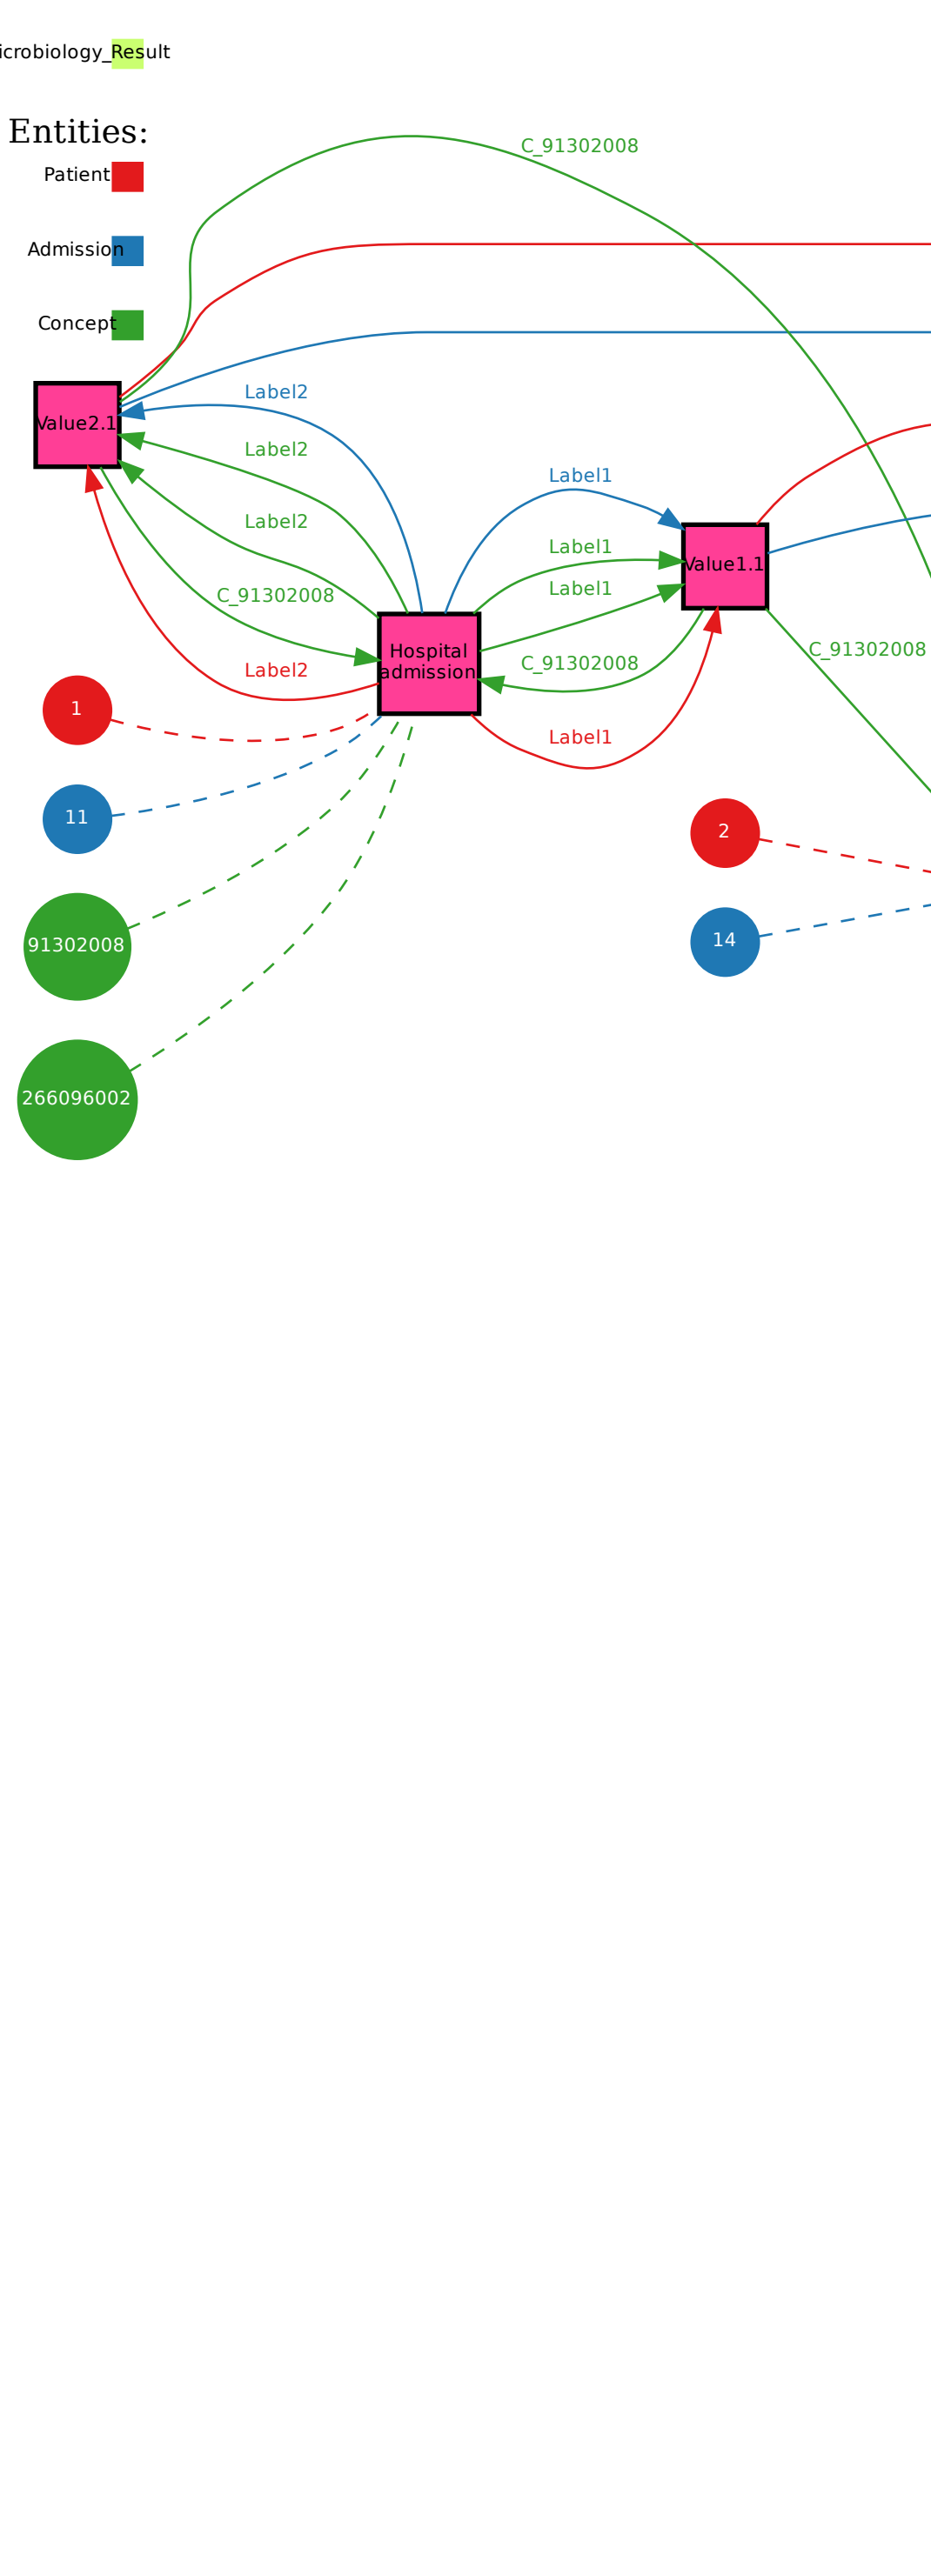 icrobiology_Result
Entities:
Patient
Admission
Concept
C_91302008
Value2.1
Label2
Label2
Label2
C_91302008
Label2
Hospital
admission
Label1
Label1
Label1
C_91302008
Label1
Value1.1
C_91302008
1
11
91302008
266096002
2
14